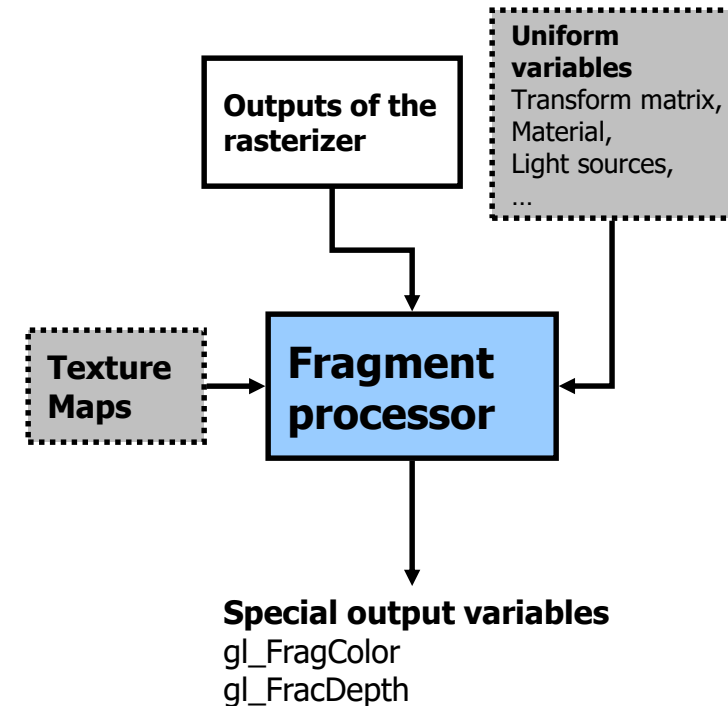 Uniform
variables
Transform matrix,
Material,
Light sources,
...
Outputs of the
rasterizer
Texture
Maps
Fragment
processor
Special output variables
gl_FragColor
gl_FracDepth